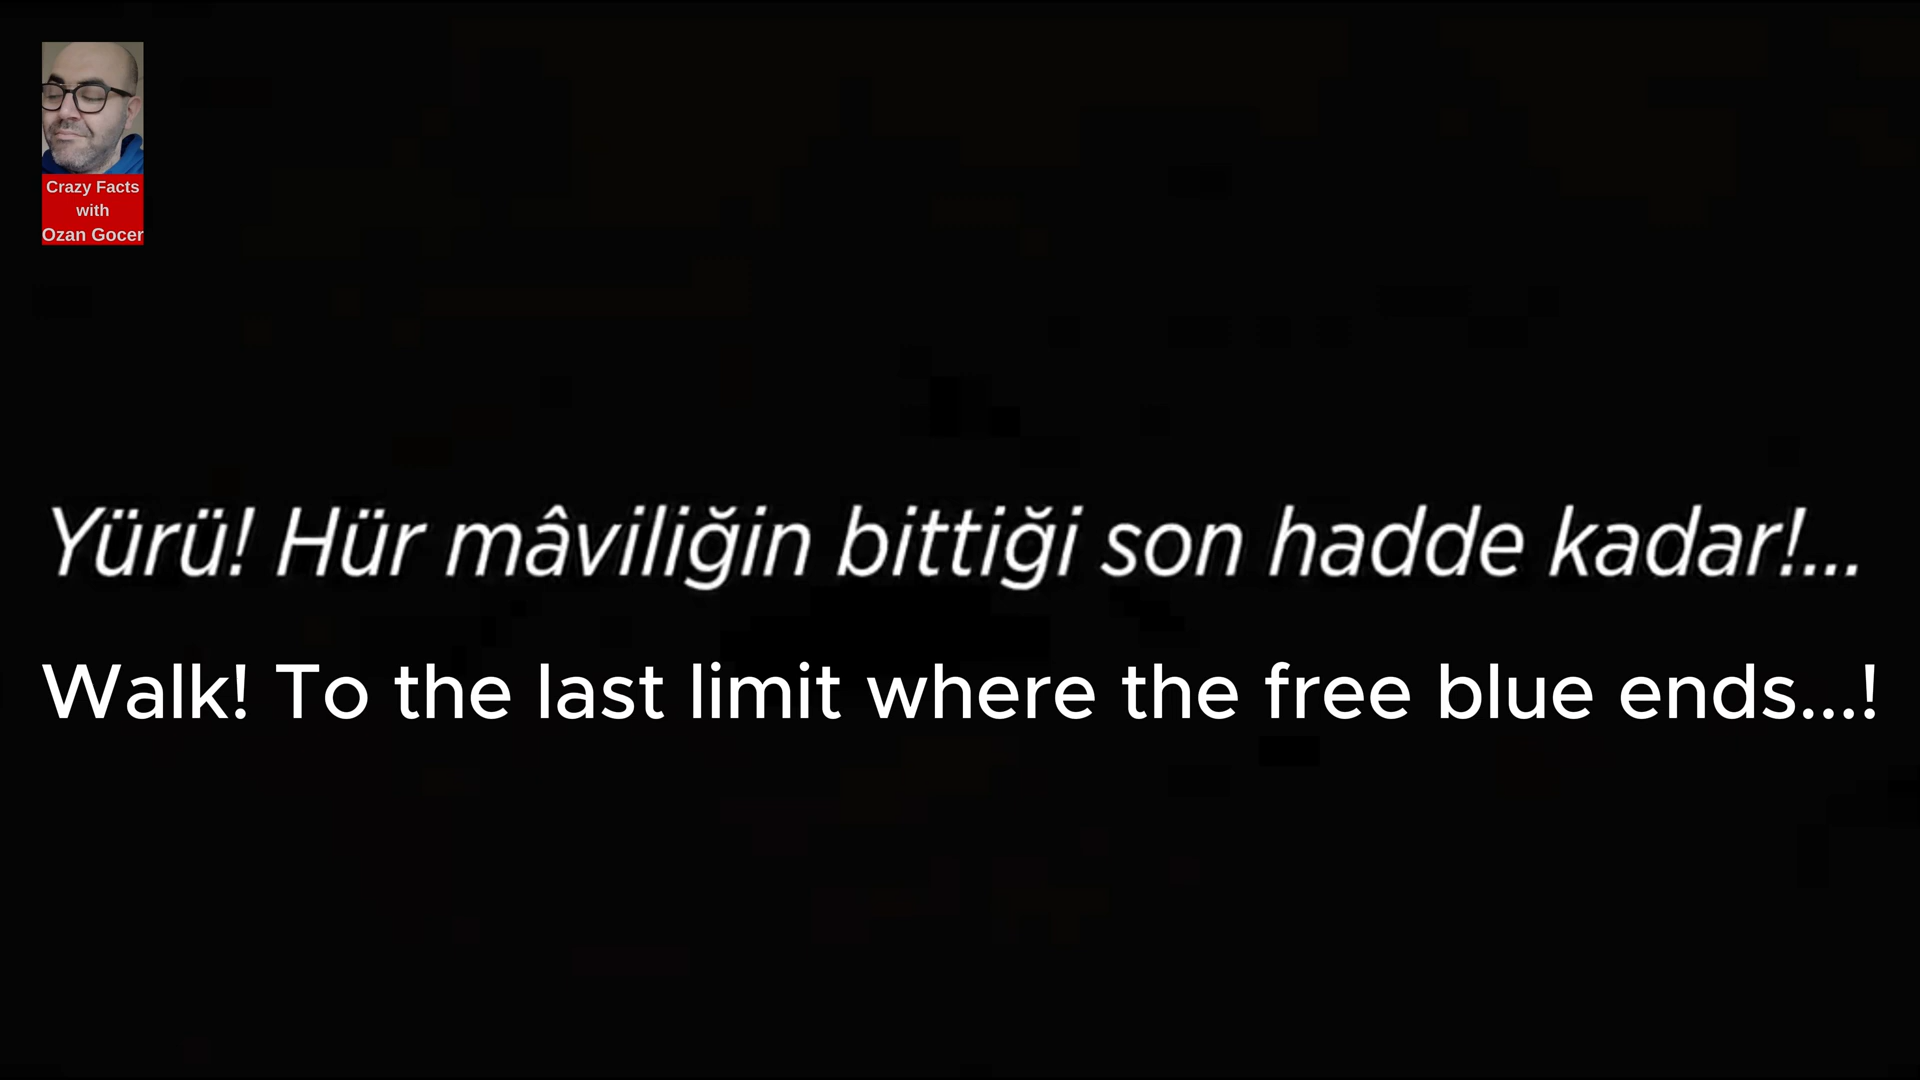 Crazy Facts
with
Ozan Gocer
Yürü! Hür mâviliğin bittiği son hadde kadar!...
Walk! To the last limit where the free blue ends...!